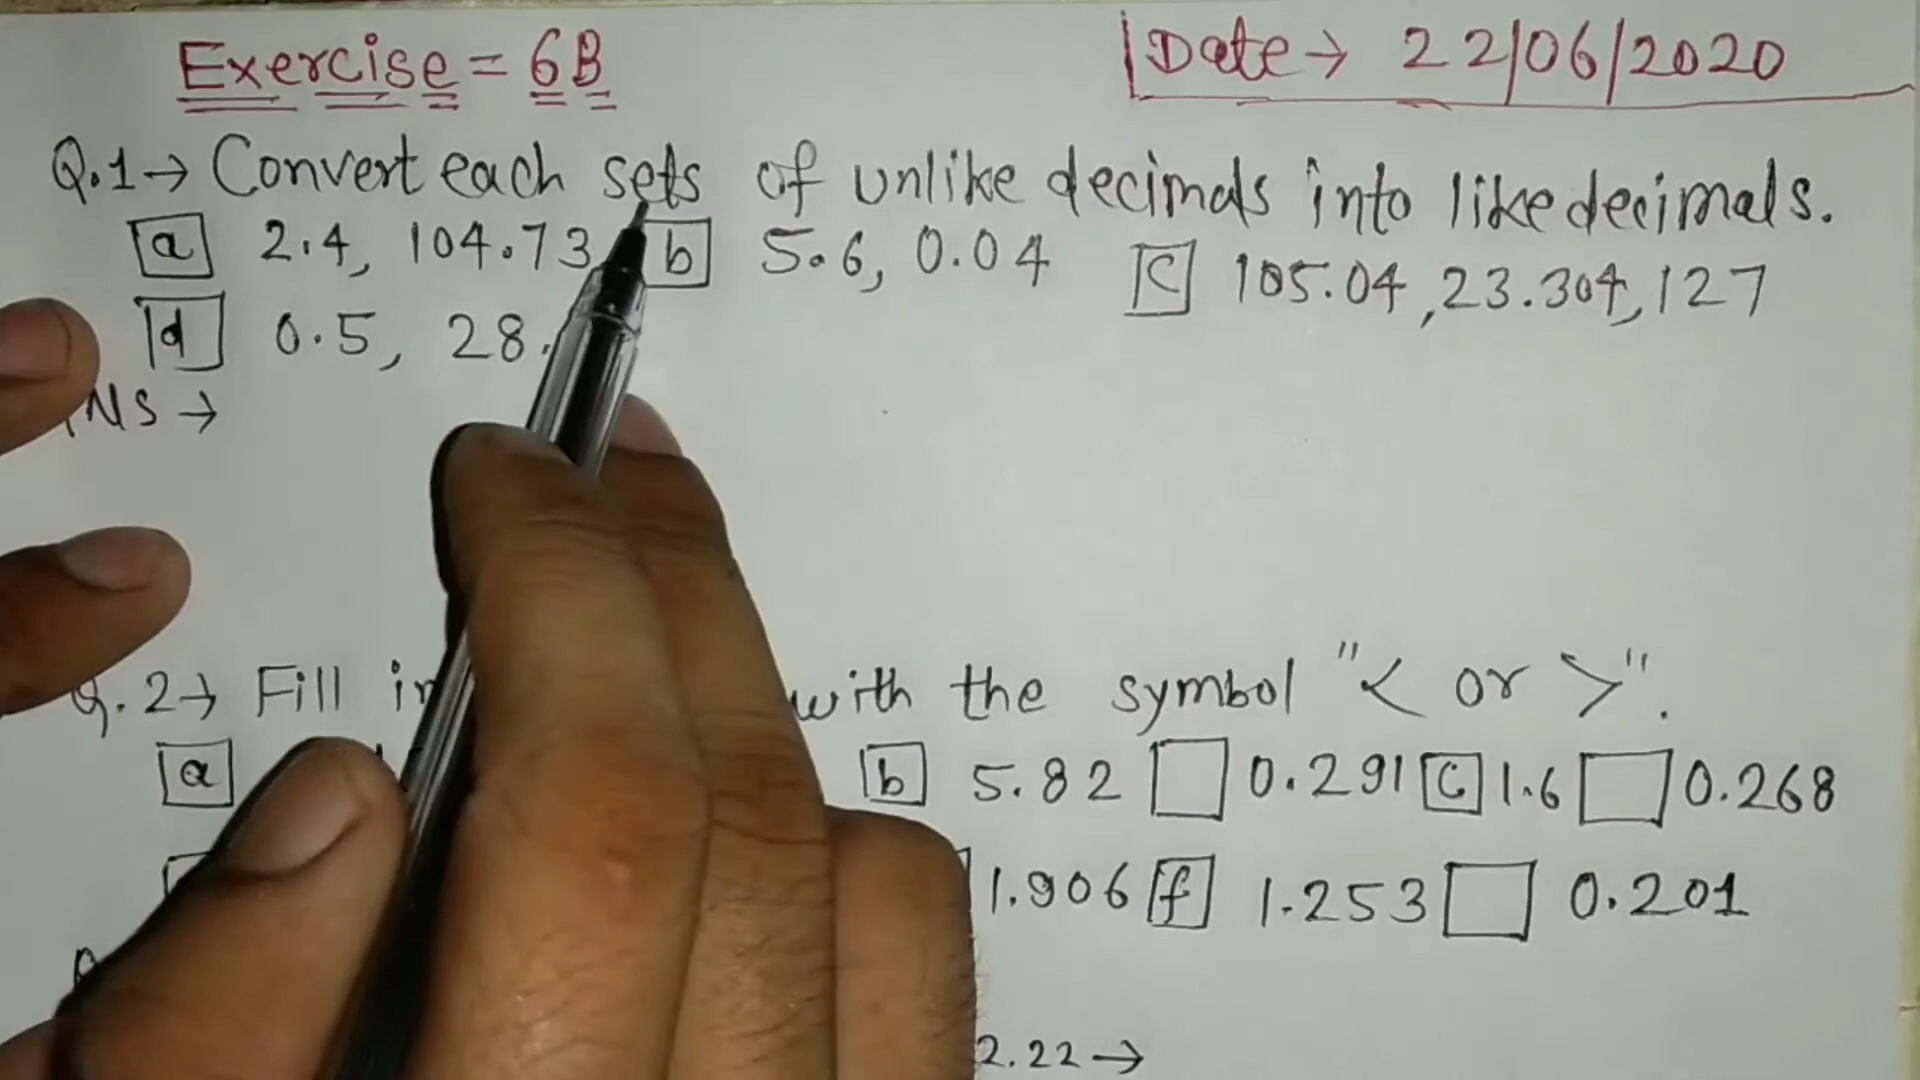 Exercise = 6B
Date → 22/06/2020
Q.1→ Convert each sets of unlike decimals into like decimals.
a 2.4, 104.73 b 5.6, 0.04 c 105.04, 23.304, 127
d 0.5, 28.
NS →
Q.2→ Fill in with the symbol "< or >".
a b 5.82 □ 0.291 c 1.6 □ 0.268
1.906 f 1.253 □ 0.201
2.22 →